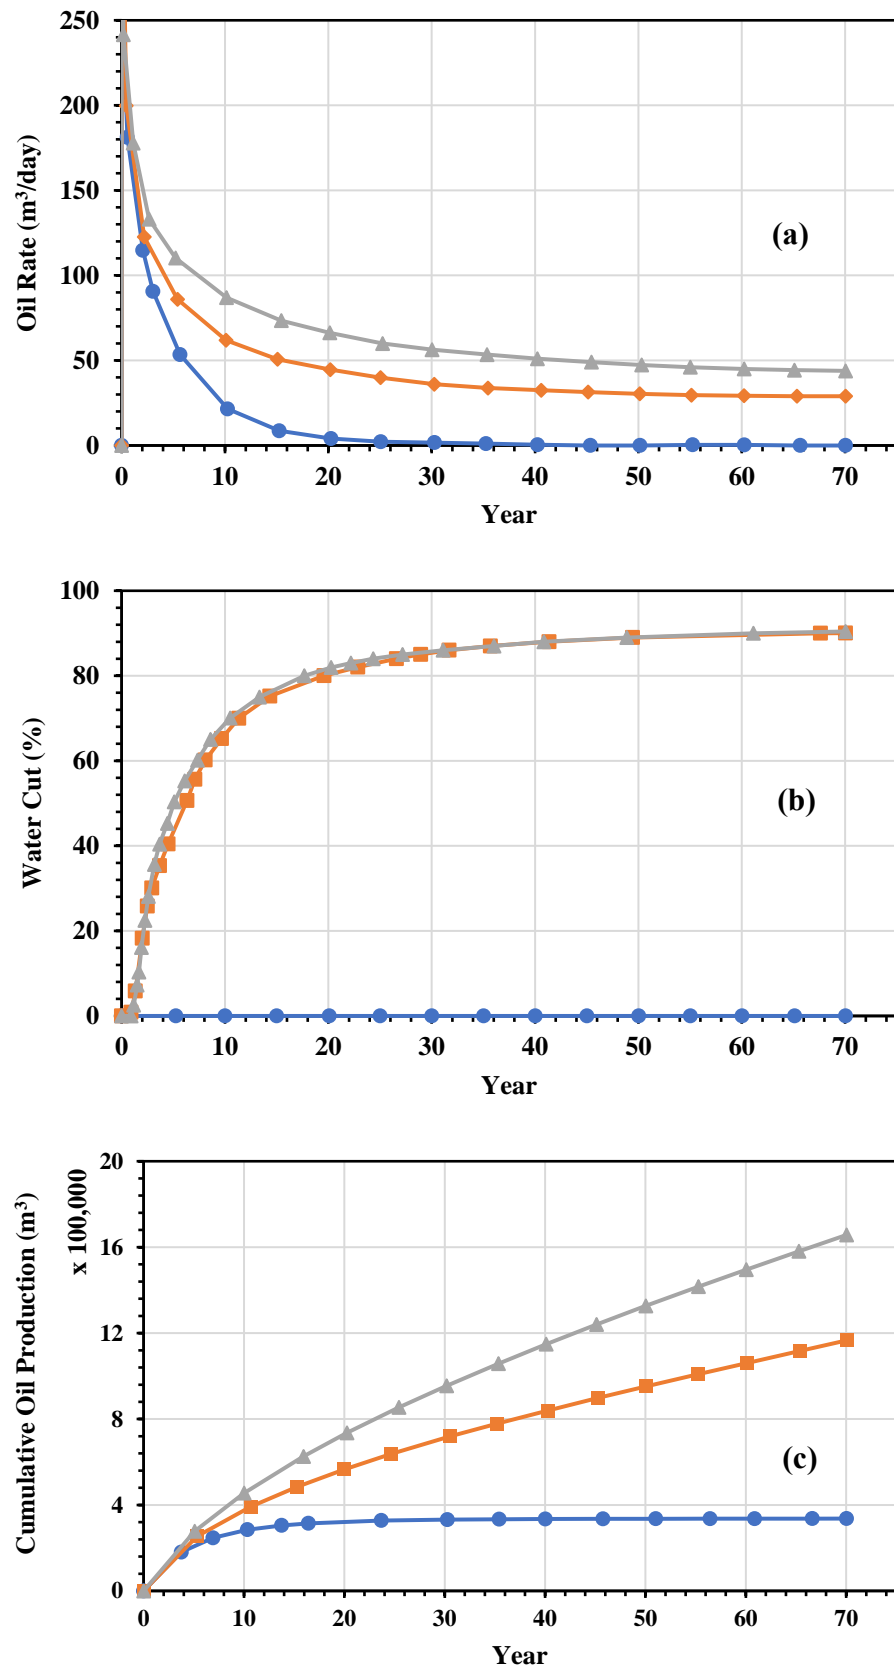 250
200
150
100
50
0
Oil Rate (m³/day)
(a)
0 10 20 30 40 50 60 70
Year
100
80
60
40
20
0
Water Cut (%)
(b)
0 10 20 30 40 50 60 70
Year
20
16
12
8
4
0
Cumulative Oil Production (m³)
x 100,000
(c)
0 10 20 30 40 50 60 70
Year